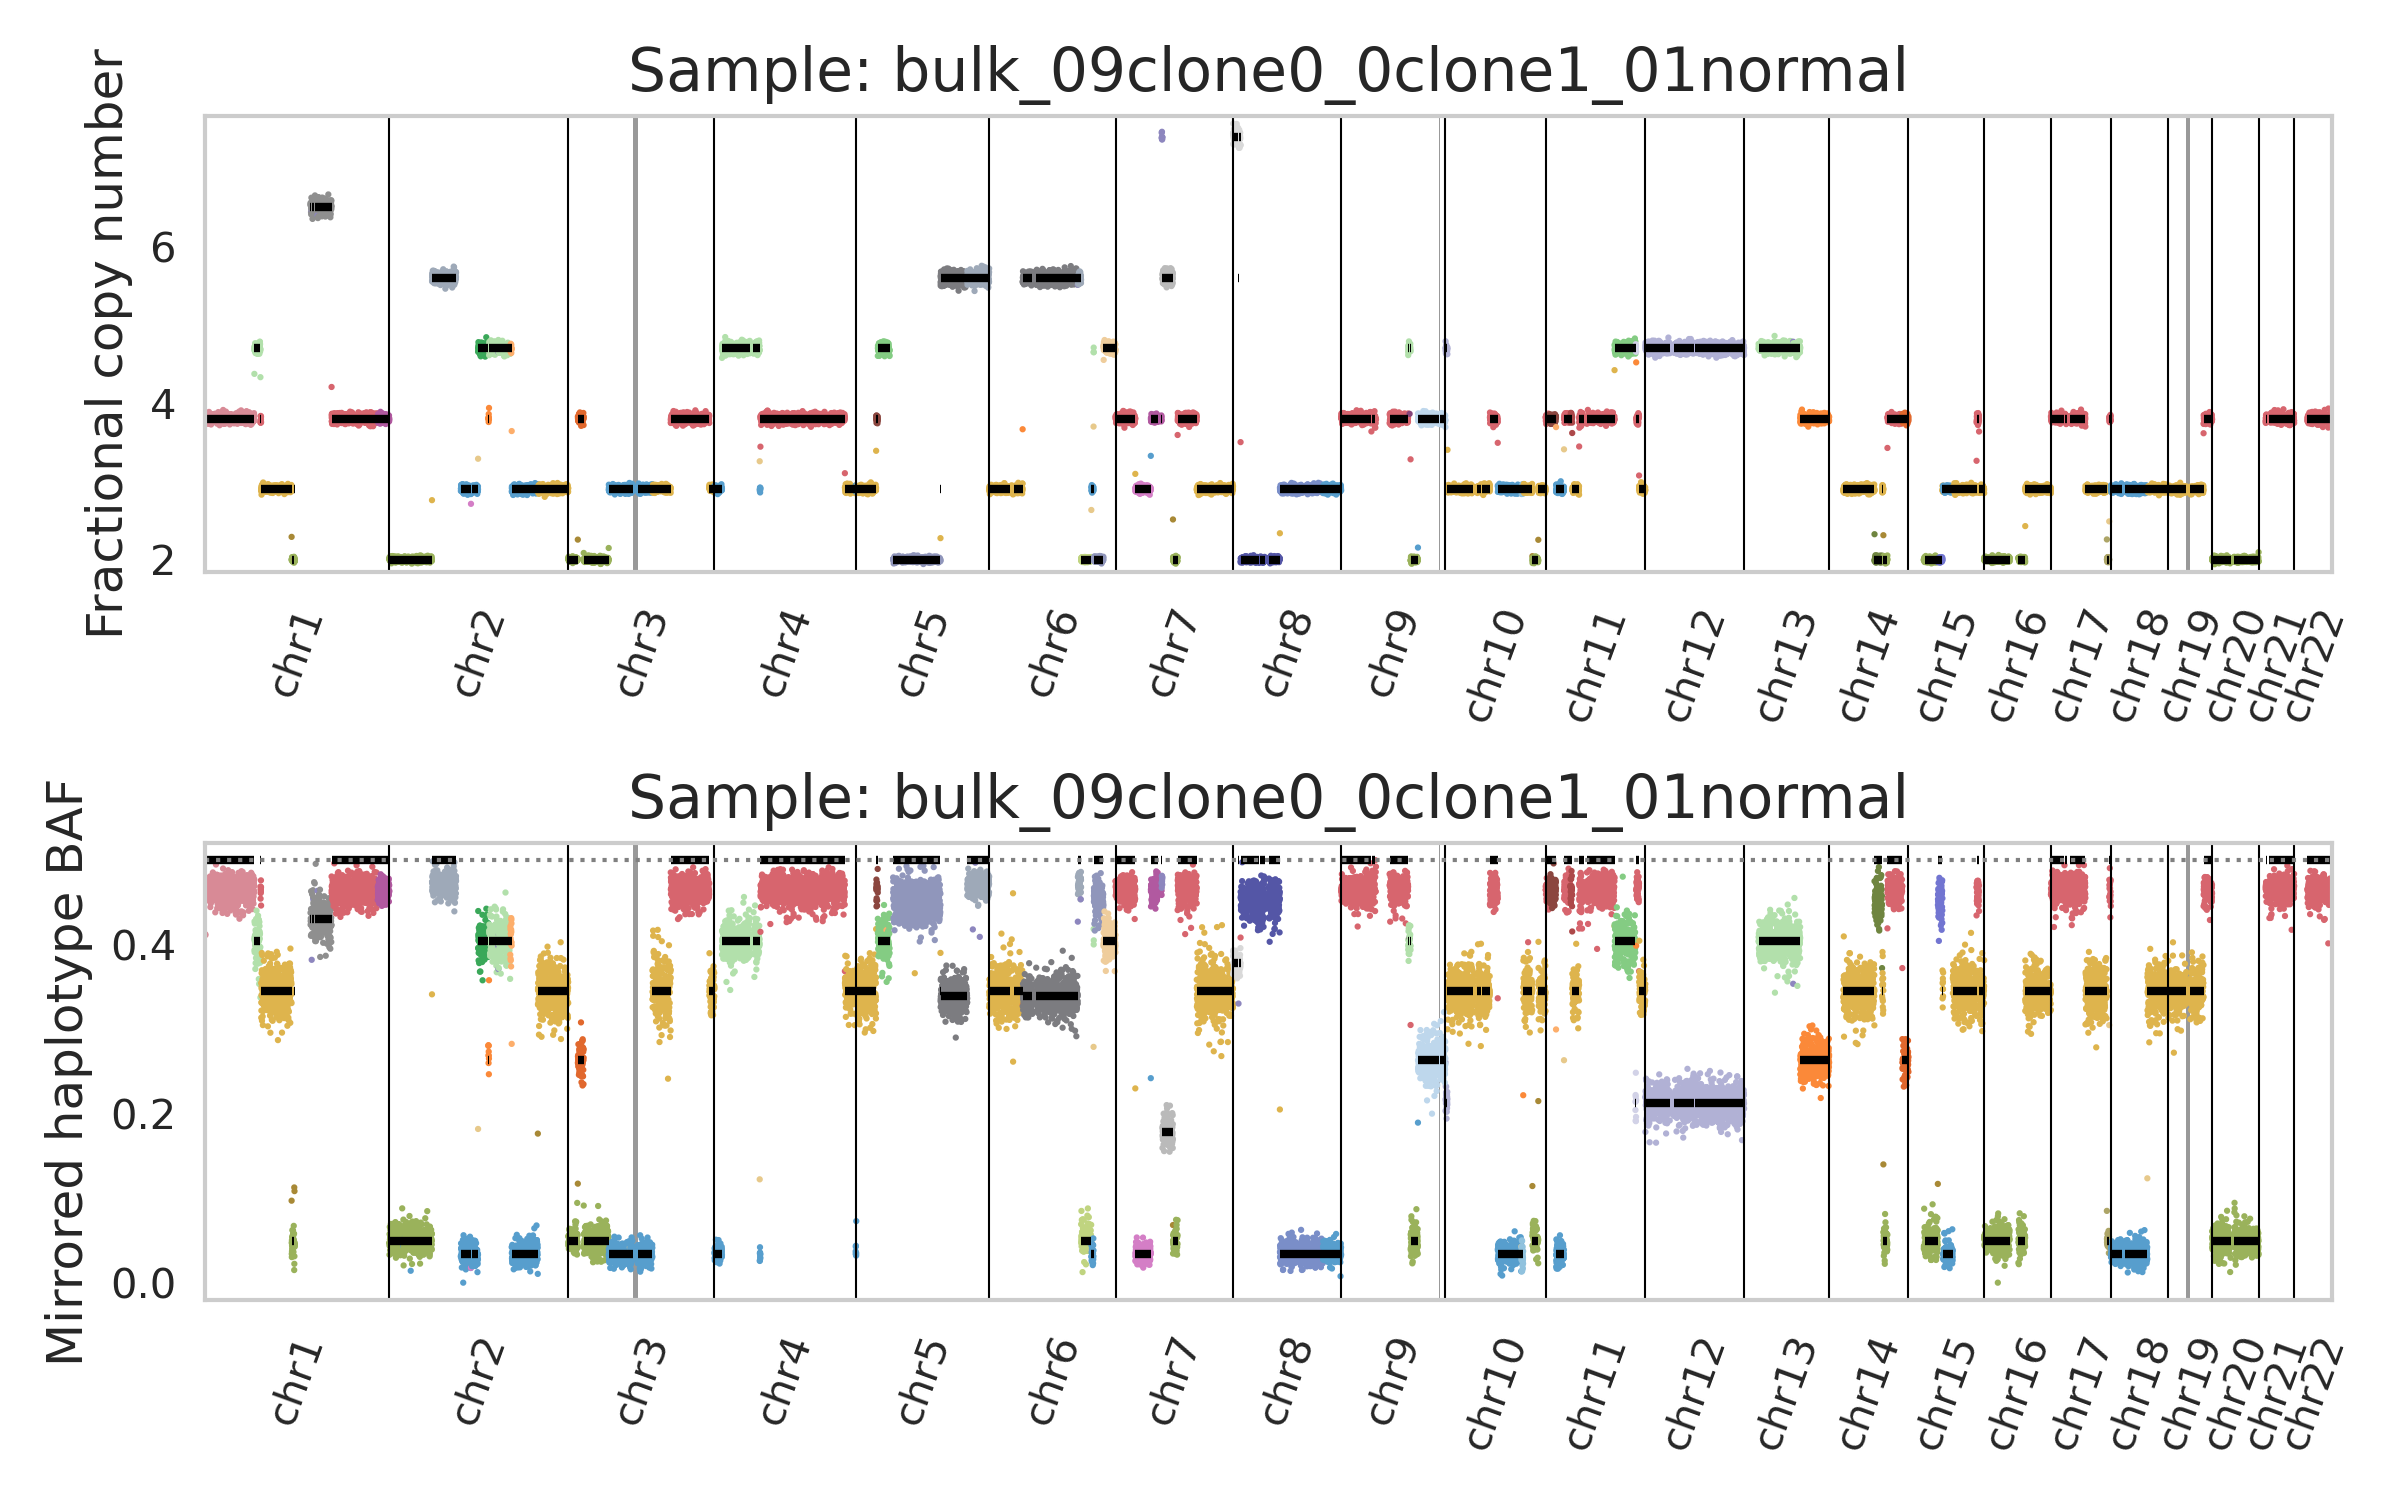 Sample: bulk_09clone0_0clone1_01normal
Fractional copy number
6
4
2
chr1 chr2 chr3 chr4 chr5 chr6 chr7 chr8 chr9 chr10 chr11 chr12 chr13 chr14 chr15 chr16 chr17 chr18 chr19 chr20 chr21 chr22
Sample: bulk_09clone0_0clone1_01normal
Mirrored haplotype BAF
0.4
0.2
0.0
chr1 chr2 chr3 chr4 chr5 chr6 chr7 chr8 chr9 chr10 chr11 chr12 chr13 chr14 chr15 chr16 chr17 chr18 chr19 chr20 chr21 chr22